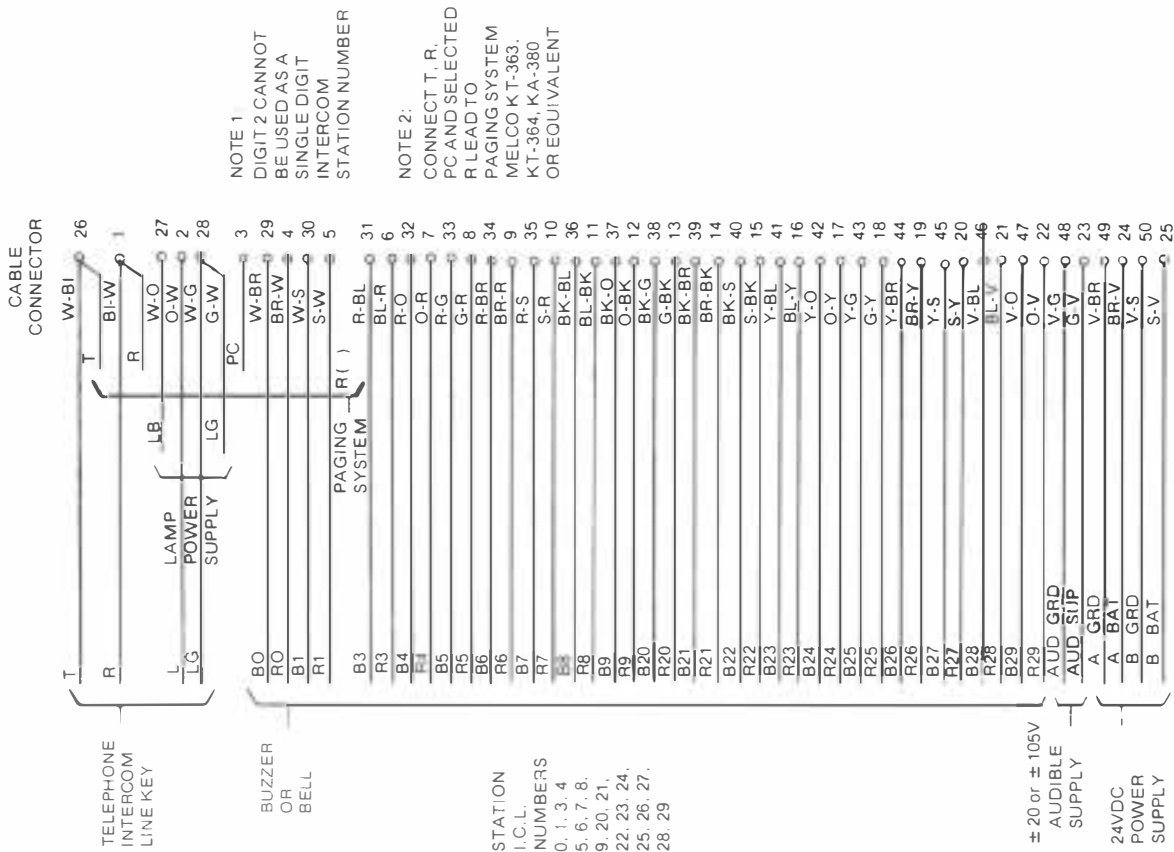 CABLE
CONNECTOR
T W-BI 26
T
R BI-W 1
R
LB W-O 27
L O-W 2
LG W-G 28
LG G-W
PC 3
LAMP
POWER
SUPPLY
TELEPHONE
INTERCOM
LINE KEY
BO W-BR 29
RO BR-W 4
B1 W-S 30
R1 S-W 5
R( )
PAGING
SYSTEM
B3 R-BL 31
R3 BL-R 6
B4 R-O 32
R4 O-R 7
B5 R-G 33
R5 G-R 8
B6 R-BR 34
R6 BR-R 9
B7 R-S 35
R7 S-R 10
B8 BK-BL 36
R8 BL-BK 11
B9 BK-O 37
R9 O-BK 12
B20 BK-G 38
R20 G-BK 13
B21 BK-BR 39
R21 BR-BK 14
B22 BK-S 40
R22 S-BK 15
B23 Y-BL 41
R23 BL-Y 16
B24 Y-O 42
R24 O-Y 17
B25 Y-G 43
R25 G-Y 18
B26 Y-BR 44
R26 BR-Y 19
B27 Y-S 45
R27 S-Y 20
B28 V-BL 46
R28 BL-V 21
B29 V-O 47
R29 O-V 22
AUD GRD V-G 48
AUD SUP G-V 23
A GRD V-BR 49
A BAT BR-V 24
B GRD V-S 50
B BAT S-V 25
BUZZER
OR
BELL
STATION
I.C.L.
NUMBERS
0, 1, 3, 4
5, 6, 7, 8,
9, 20, 21,
22, 23, 24,
25, 26, 27,
28, 29
± 20 or ± 105V
AUDIBLE
SUPPLY
24VDC
POWER
SUPPLY
NOTE 1
DIGIT 2 CANNOT
BE USED AS A
SINGLE DIGIT
INTERCOM
STATION NUMBER
NOTE 2:
CONNECT T, R,
PC AND SELECTED
R LEAD TO
PAGING SYSTEM
MELCO KT-363,
KT-364, KA-380
OR EQUIVALENT